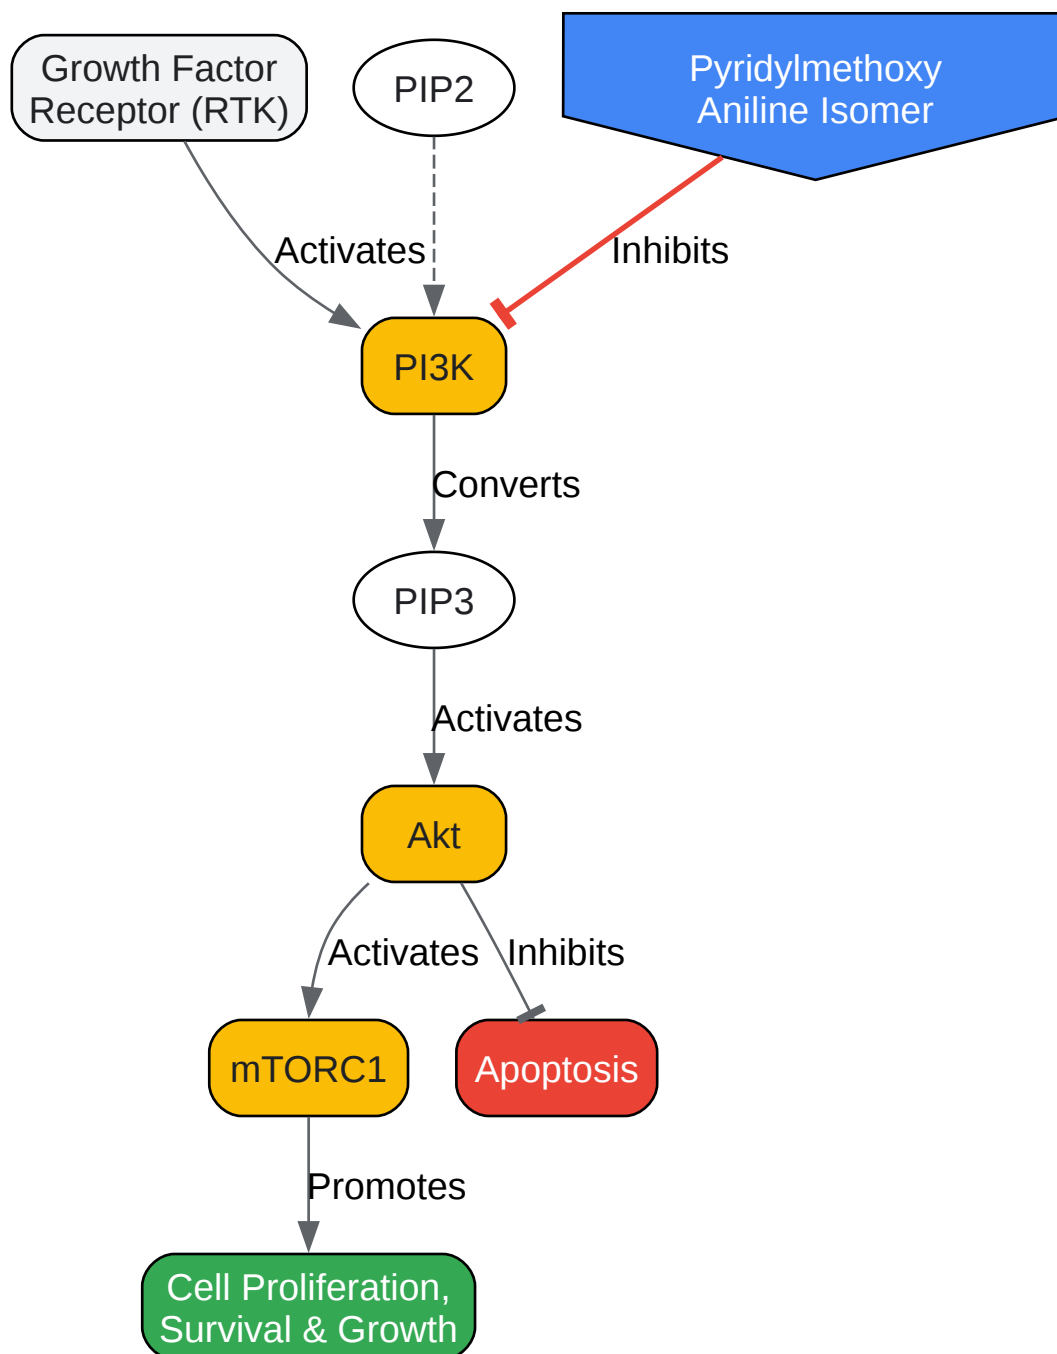 Growth Factor
Receptor (RTK)
PIP2
Pyridylmethoxy
Aniline Isomer
Activates
Inhibits
PI3K
Converts
PIP3
Activates
Akt
Activates
Inhibits
mTORC1
Apoptosis
Promotes
Cell Proliferation,
Survival & Growth